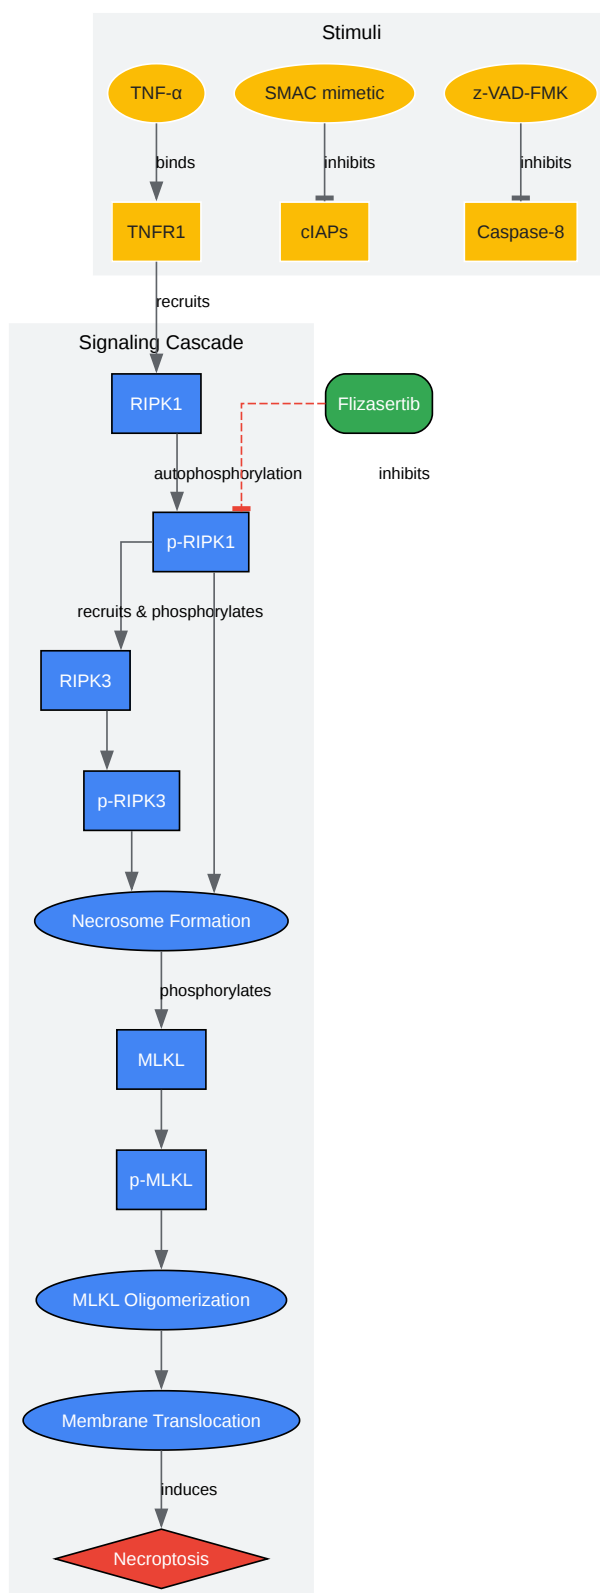 Stimuli
TNF-α
SMAC mimetic
z-VAD-FMK
binds
inhibits
inhibits
TNFR1
cIAPs
Caspase-8
recruits
Signaling Cascade
RIPK1
Flizasertib
autophosphorylation
inhibits
p-RIPK1
recruits & phosphorylates
RIPK3
p-RIPK3
Necrosome Formation
phosphorylates
MLKL
p-MLKL
MLKL Oligomerization
Membrane Translocation
induces
Necroptosis